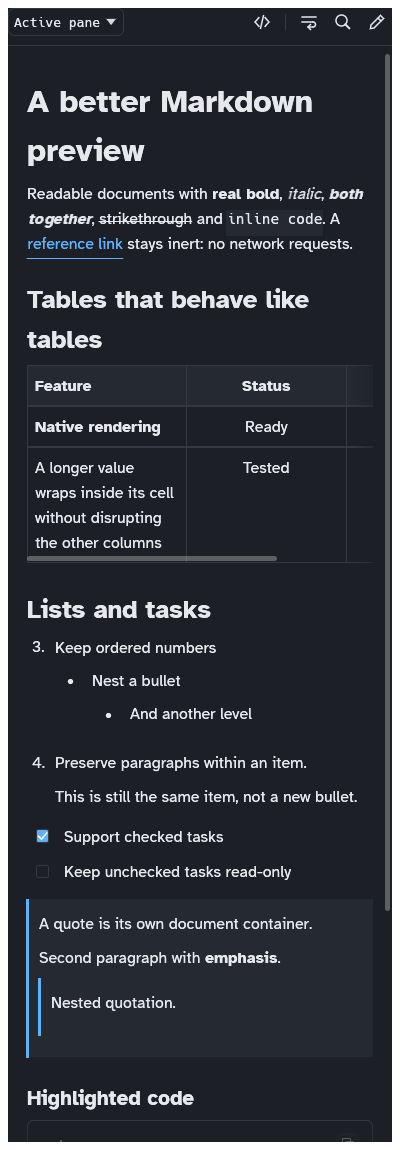 Active pane
A better Markdown
preview
Readable documents with real bold, italic, both
together, strikethrough and inline code. A
reference link stays inert: no network requests.
Tables that behave like
tables
Feature Status
Native rendering Ready
A longer value Tested
wraps inside its cell
without disrupting
the other columns
Lists and tasks
3. Keep ordered numbers
• Nest a bullet
• And another level
4. Preserve paragraphs within an item.
This is still the same item, not a new bullet.
Support checked tasks
Keep unchecked tasks read-only
A quote is its own document container.
Second paragraph with emphasis.
Nested quotation.
Highlighted code